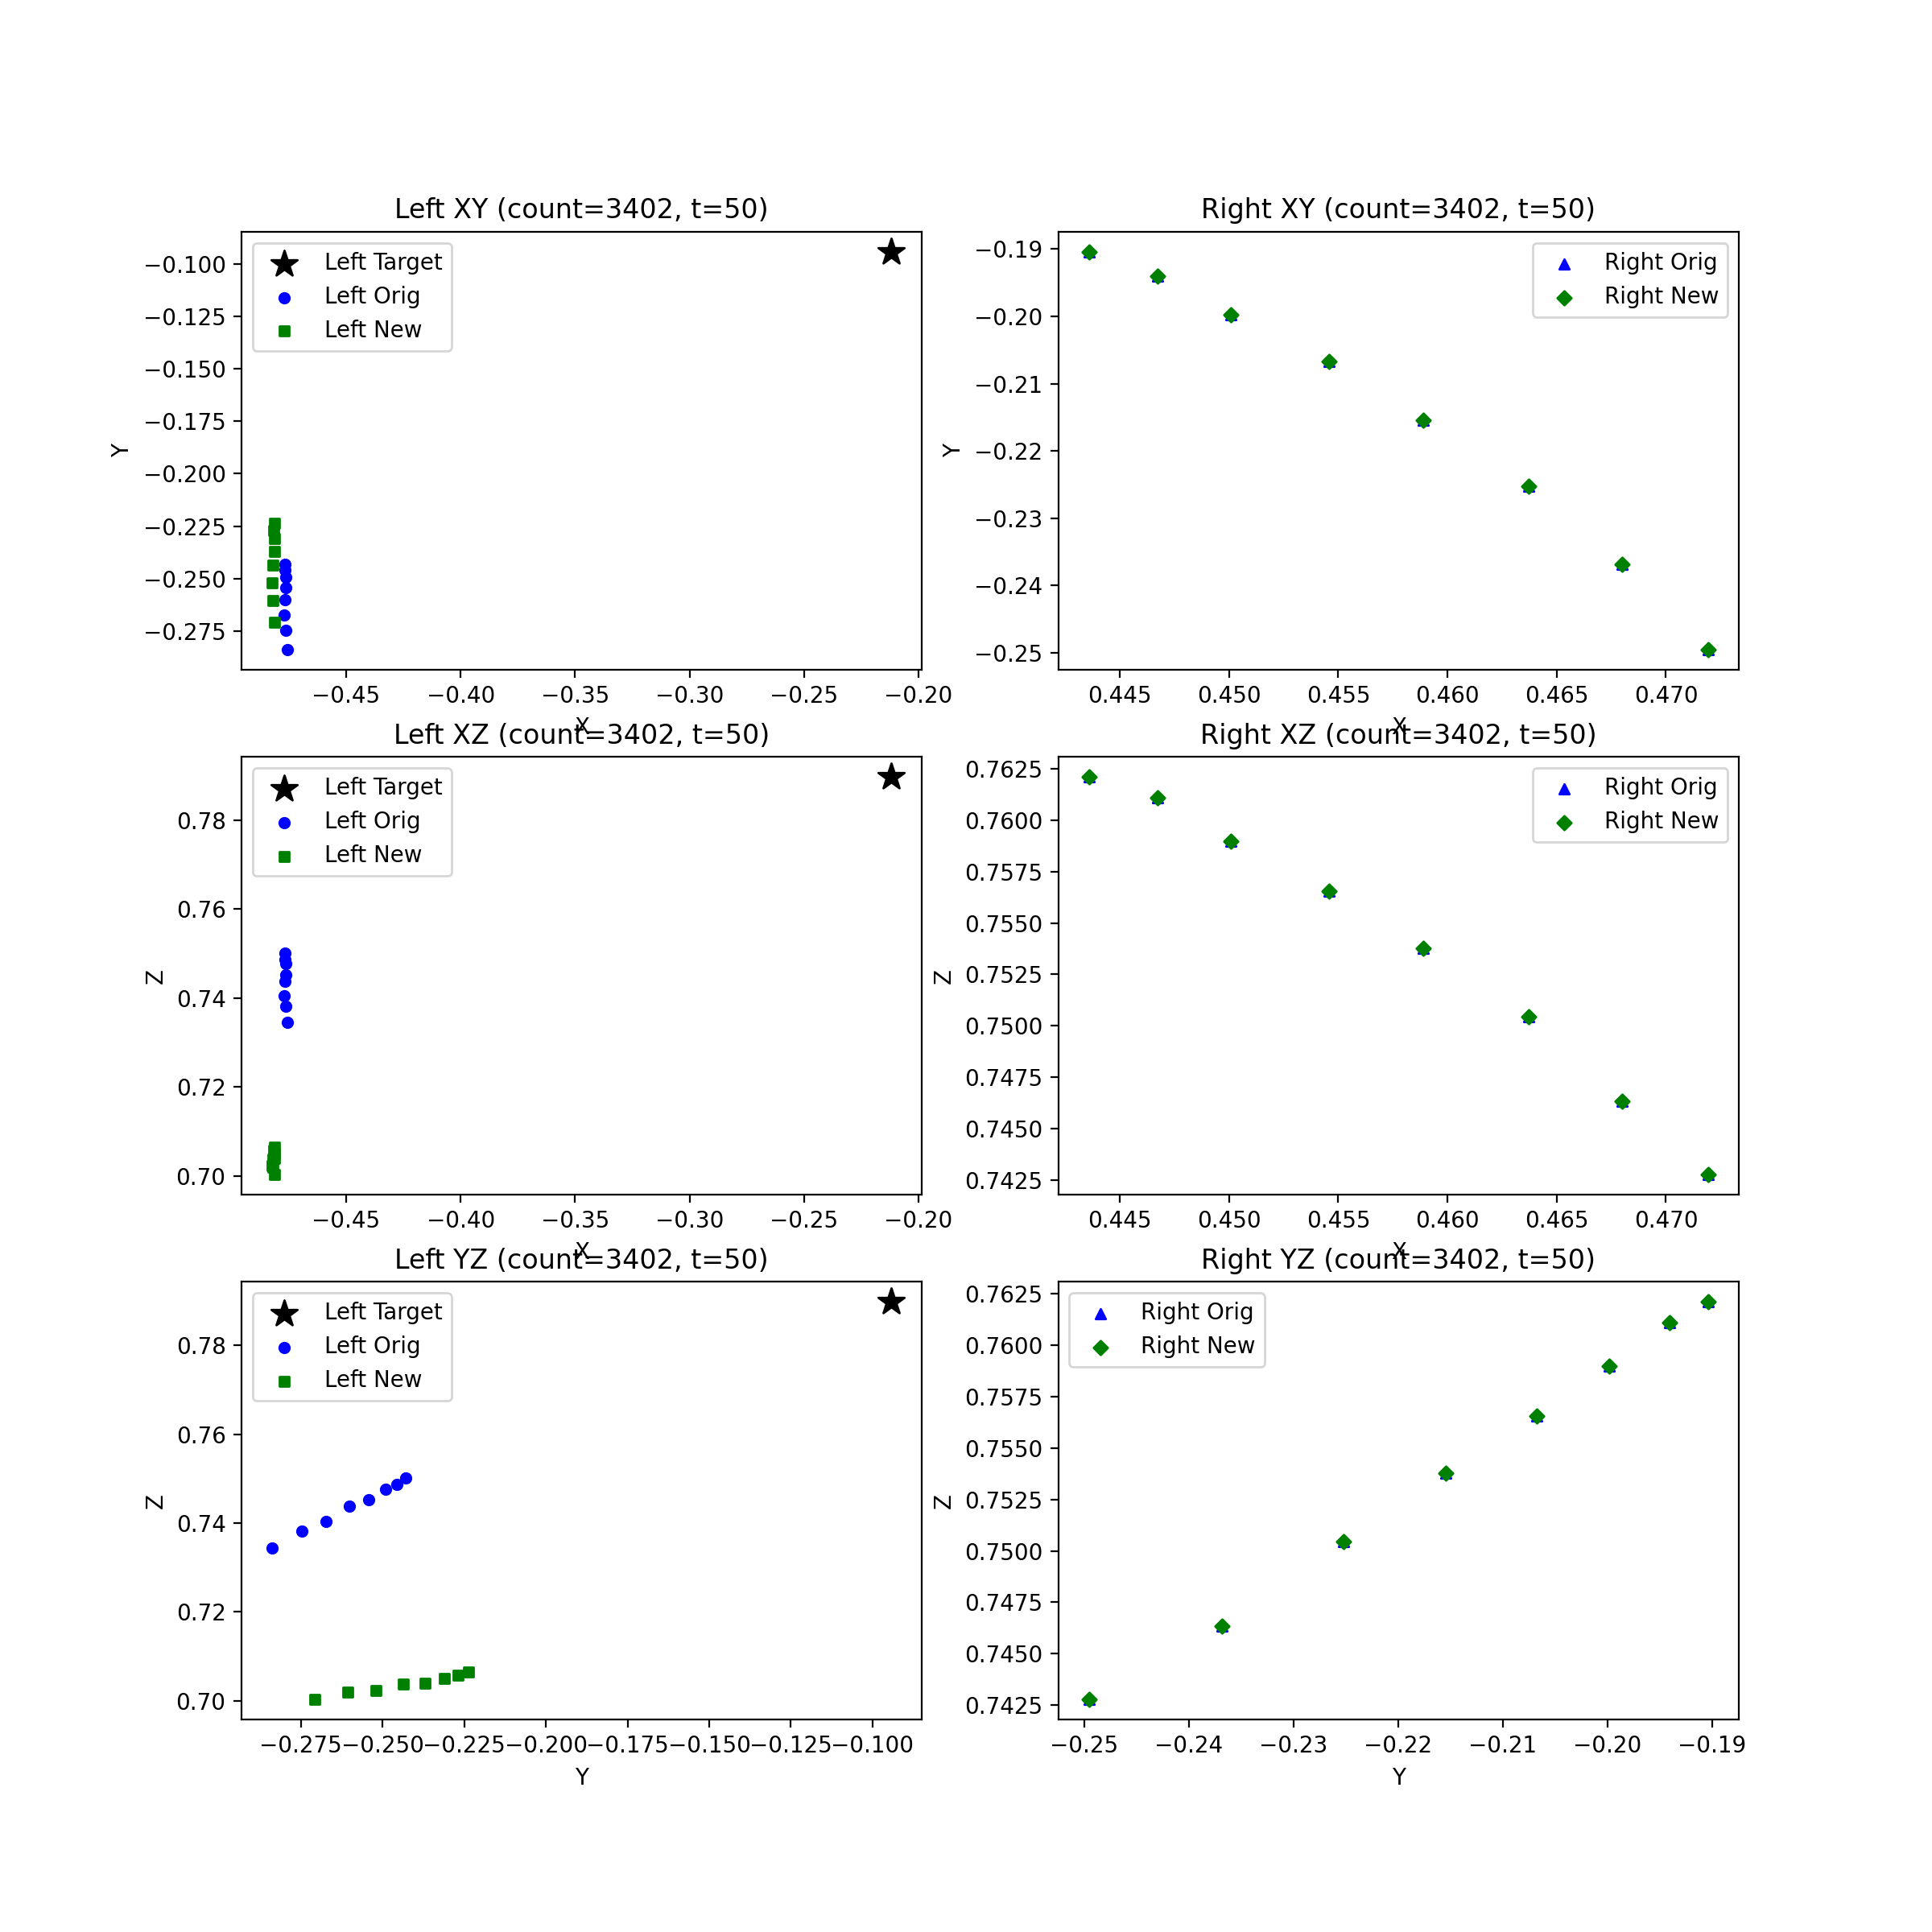 Left XY (count=3402, t=50)
Left Target
Left Orig
Left New
−0.100
−0.125
−0.150
−0.175
−0.200
−0.225
−0.250
−0.275
Y
−0.45 −0.40 −0.35 −0.30 −0.25 −0.20
X
Right XY (count=3402, t=50)
Right Orig
Right New
−0.19
−0.20
−0.21
−0.22
−0.23
−0.24
−0.25
Y
0.445 0.450 0.455 0.460 0.465 0.470
X
Left XZ (count=3402, t=50)
Left Target
Left Orig
Left New
0.78
0.76
0.74
0.72
0.70
Z
−0.45 −0.40 −0.35 −0.30 −0.25 −0.20
X
Right XZ (count=3402, t=50)
Right Orig
Right New
0.7625
0.7600
0.7575
0.7550
0.7525
0.7500
0.7475
0.7450
0.7425
Z
0.445 0.450 0.455 0.460 0.465 0.470
X
Left YZ (count=3402, t=50)
Left Target
Left Orig
Left New
0.78
0.76
0.74
0.72
0.70
Z
−0.275 −0.250 −0.225 −0.200 −0.175 −0.150 −0.125 −0.100
Y
Right YZ (count=3402, t=50)
Right Orig
Right New
0.7625
0.7600
0.7575
0.7550
0.7525
0.7500
0.7475
0.7450
0.7425
Z
−0.25 −0.24 −0.23 −0.22 −0.21 −0.20 −0.19
Y